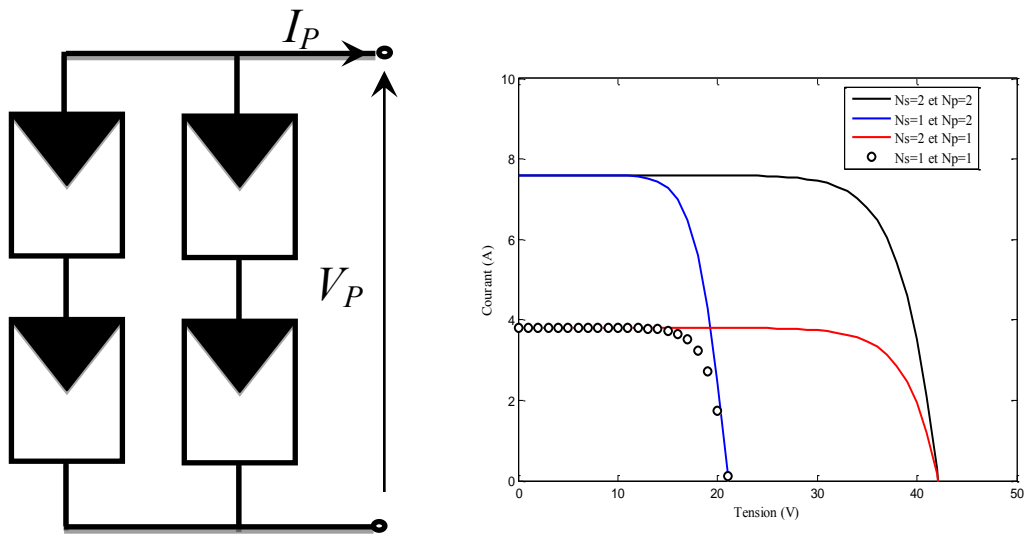 I_P
V_P
10
8
6
4
2
0
0
10
20
30
40
50
Courant (A)
Tension (V)
Ns=2 et Np=2
Ns=1 et Np=2
Ns=2 et Np=1
Ns=1 et Np=1